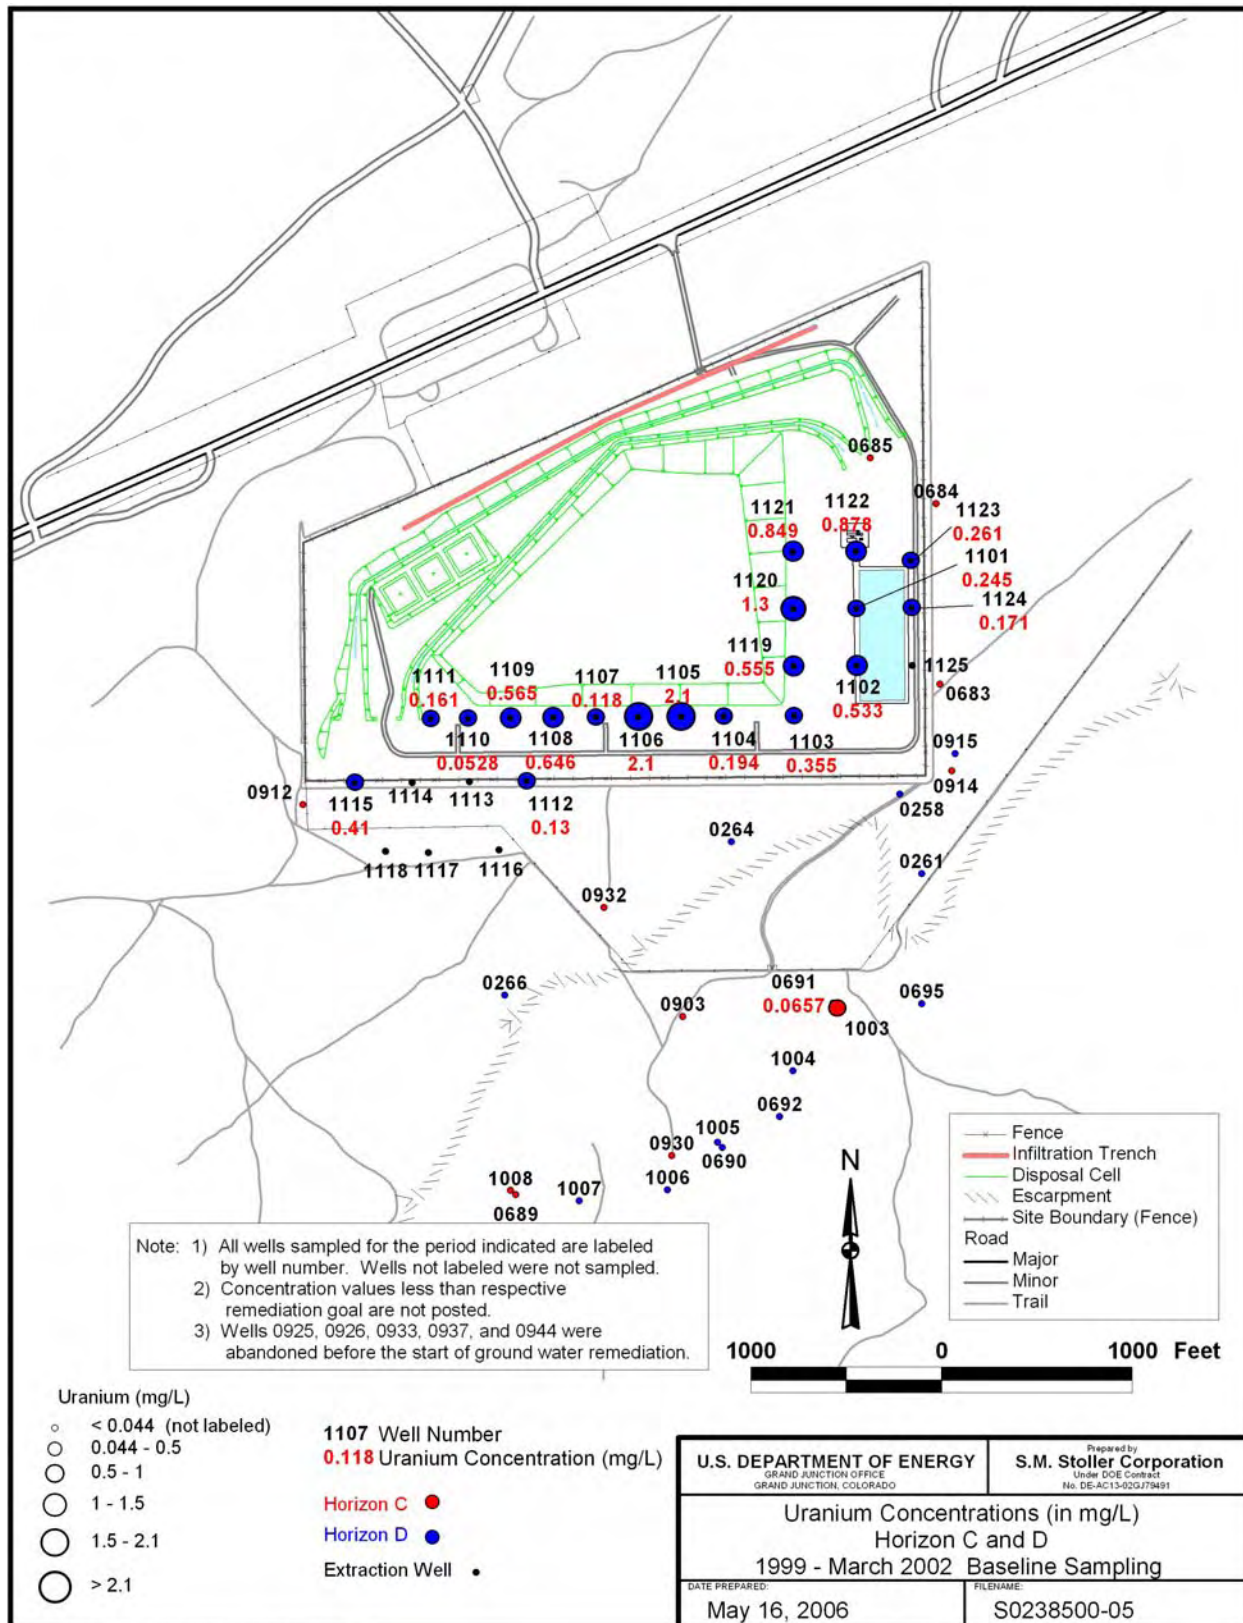 0685
0684
1121
1122
1123
0.849
0.878
0.261
1101
0.245
1120
1124
1.3
0.171
1119
0.555
1125
1111
1109
1107
1105
1102
0683
0.161
0.565
0.118
2.1
0.533
1110
1108
1106
1104
1103
0915
0.0528
0.646
2.1
0.194
0.355
0914
0912
1115
1114
1113
1112
0258
0.41
0.13
0264
1118
1117
1116
0261
0932
0266
0903
0691
0695
0.0657
1003
1004
0692
1005
0930
0690
1008
1007
1006
0689
N
Fence
Infiltration Trench
Disposal Cell
Escarpment
Site Boundary (Fence)
Road
Major
Minor
Trail
Note: 1) All wells sampled for the period indicated are labeled
by well number. Wells not labeled were not sampled.
2) Concentration values less than respective
remediation goal are not posted.
3) Wells 0925, 0926, 0933, 0937, and 0944 were
abandoned before the start of ground water remediation.
1000 0 1000 Feet
Uranium (mg/L)
< 0.044 (not labeled)
0.044 - 0.5
0.5 - 1
1 - 1.5
1.5 - 2.1
> 2.1
1107 Well Number
0.118 Uranium Concentration (mg/L)
Horizon C
Horizon D
Extraction Well
U.S. DEPARTMENT OF ENERGY
GRAND JUNCTION OFFICE
GRAND JUNCTION, COLORADO
Prepared by
S.M. Stoller Corporation
Under DOE Contract
No. DE-AC13-02GJ79491
Uranium Concentrations (in mg/L)
Horizon C and D
1999 - March 2002 Baseline Sampling
DATE PREPARED:
May 16, 2006
FILENAME:
S0238500-05